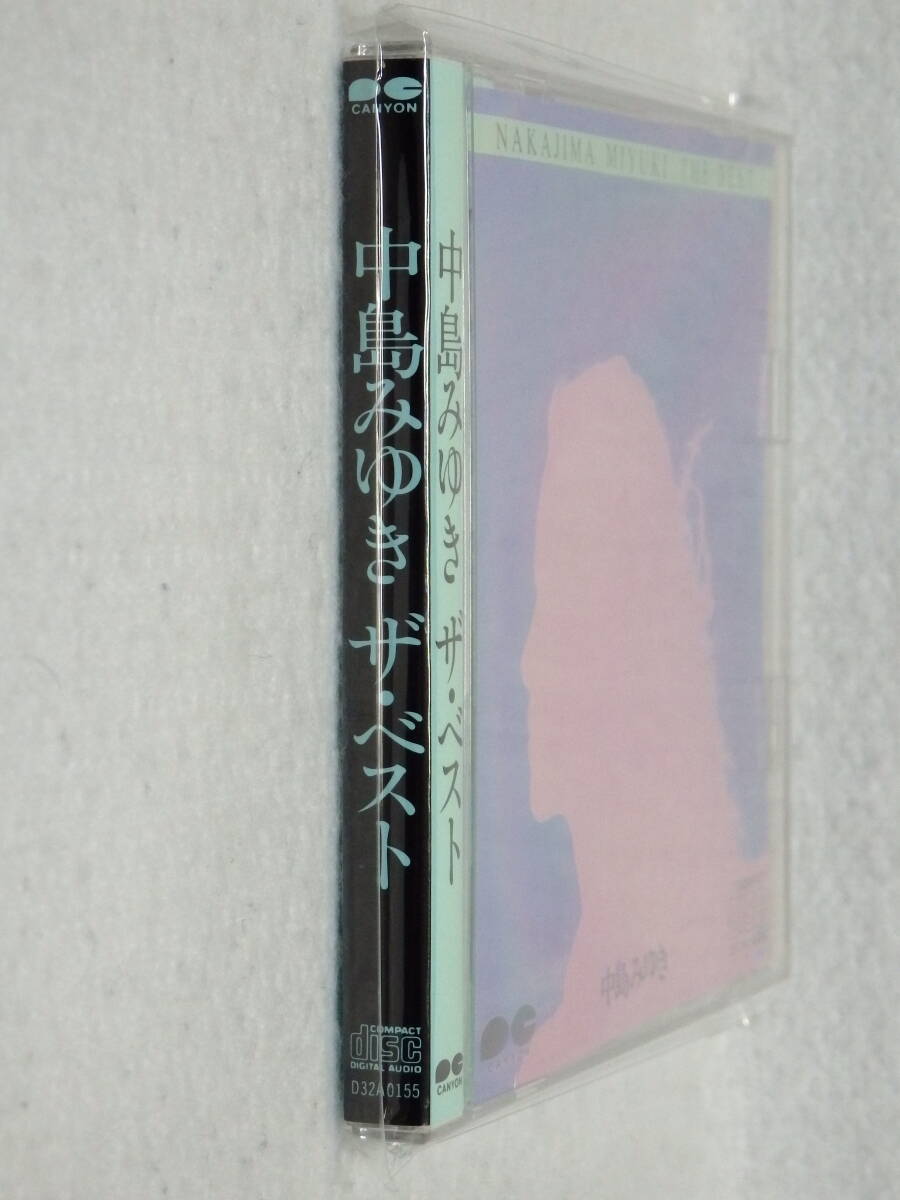 CANYON
中島みゆき ザ・ベスト
COMPACT
disc
DIGITAL AUDIO
D32A0155
中島みゆき ザ・ベスト
CANYON
NAKAJIMA MIYUKI THE BEST
中島みゆき
CANYON